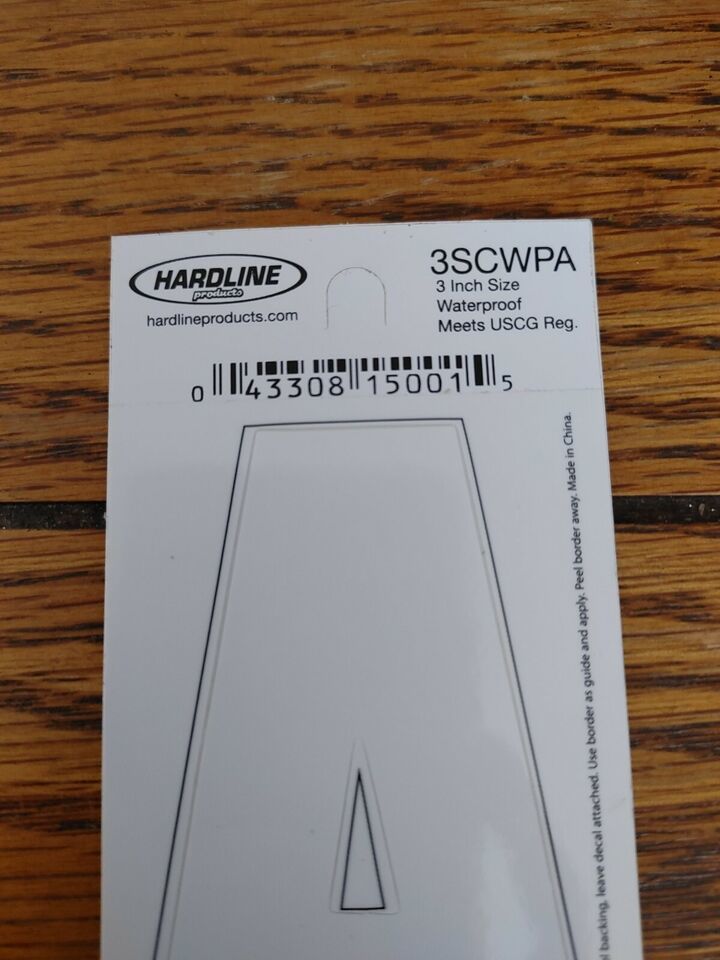 HARDLINE
products
hardlineproducts.com
3SCWPA
3 Inch Size
Waterproof
Meets USCG Reg.
0 43308 15001 5
A
backing, leave decal attached. Use border as guide and apply. Peel border away. Made in China.